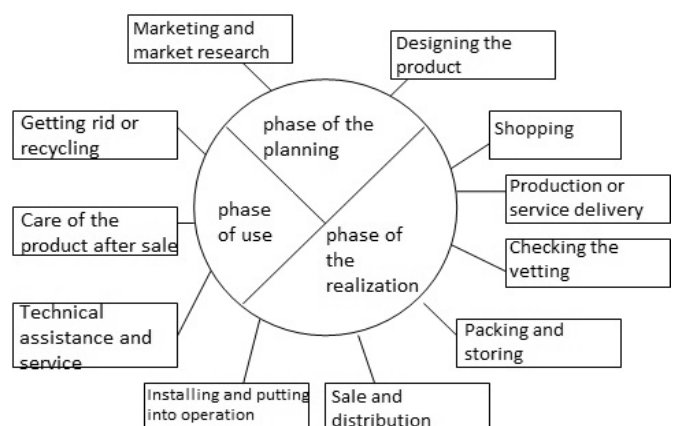 Marketing and
market research
Designing the
product
Shopping
Production or
service delivery
Checking the
vetting
Packing and
storing
Sale and
distribution
Installing and putting
into operation
Technical
assistance and
service
Care of the
product after sale
Getting rid or
recycling
phase of the
planning
phase
of use
phase of
the
realization